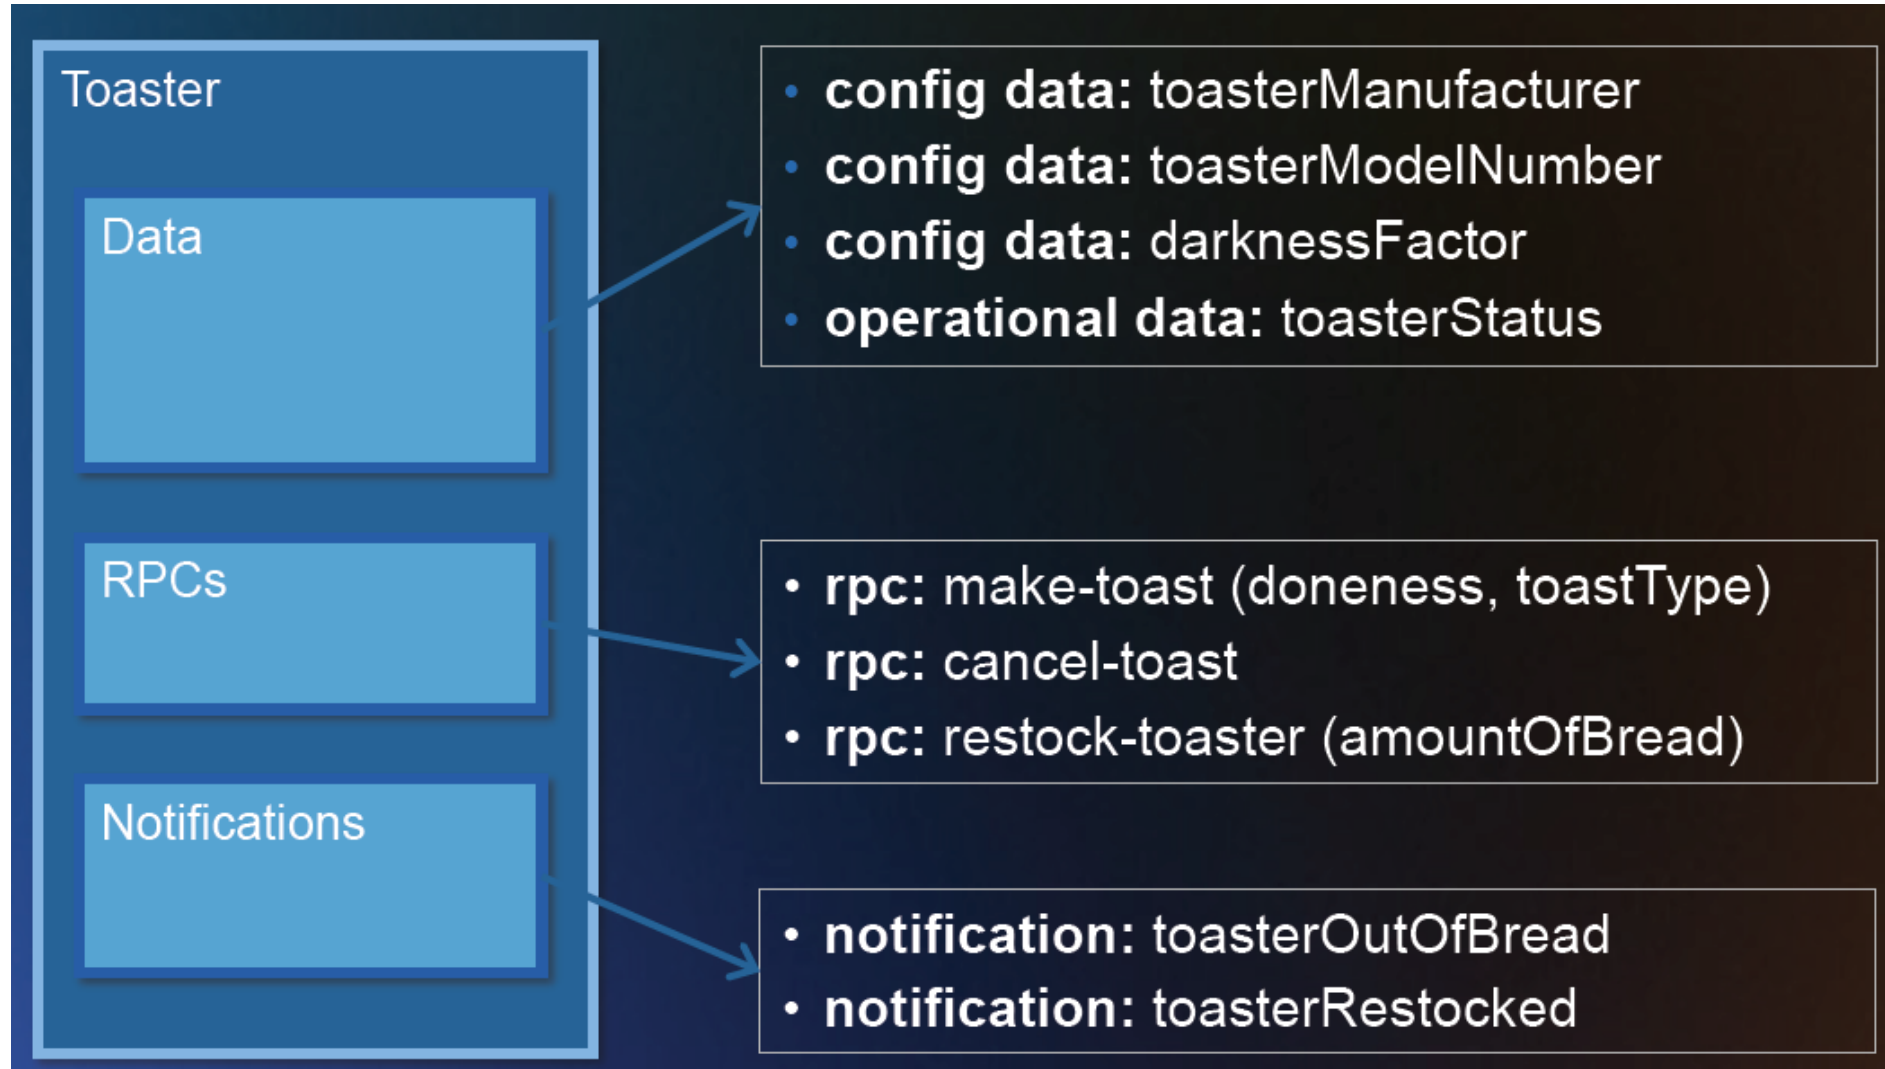 Toaster
Data
• config data: toasterManufacturer
• config data: toasterModelNumber
• config data: darknessFactor
• operational data: toasterStatus
RPCs
• rpc: make-toast (doneness, toastType)
• rpc: cancel-toast
• rpc: restock-toaster (amountOfBread)
Notifications
• notification: toasterOutOfBread
• notification: toasterRestocked